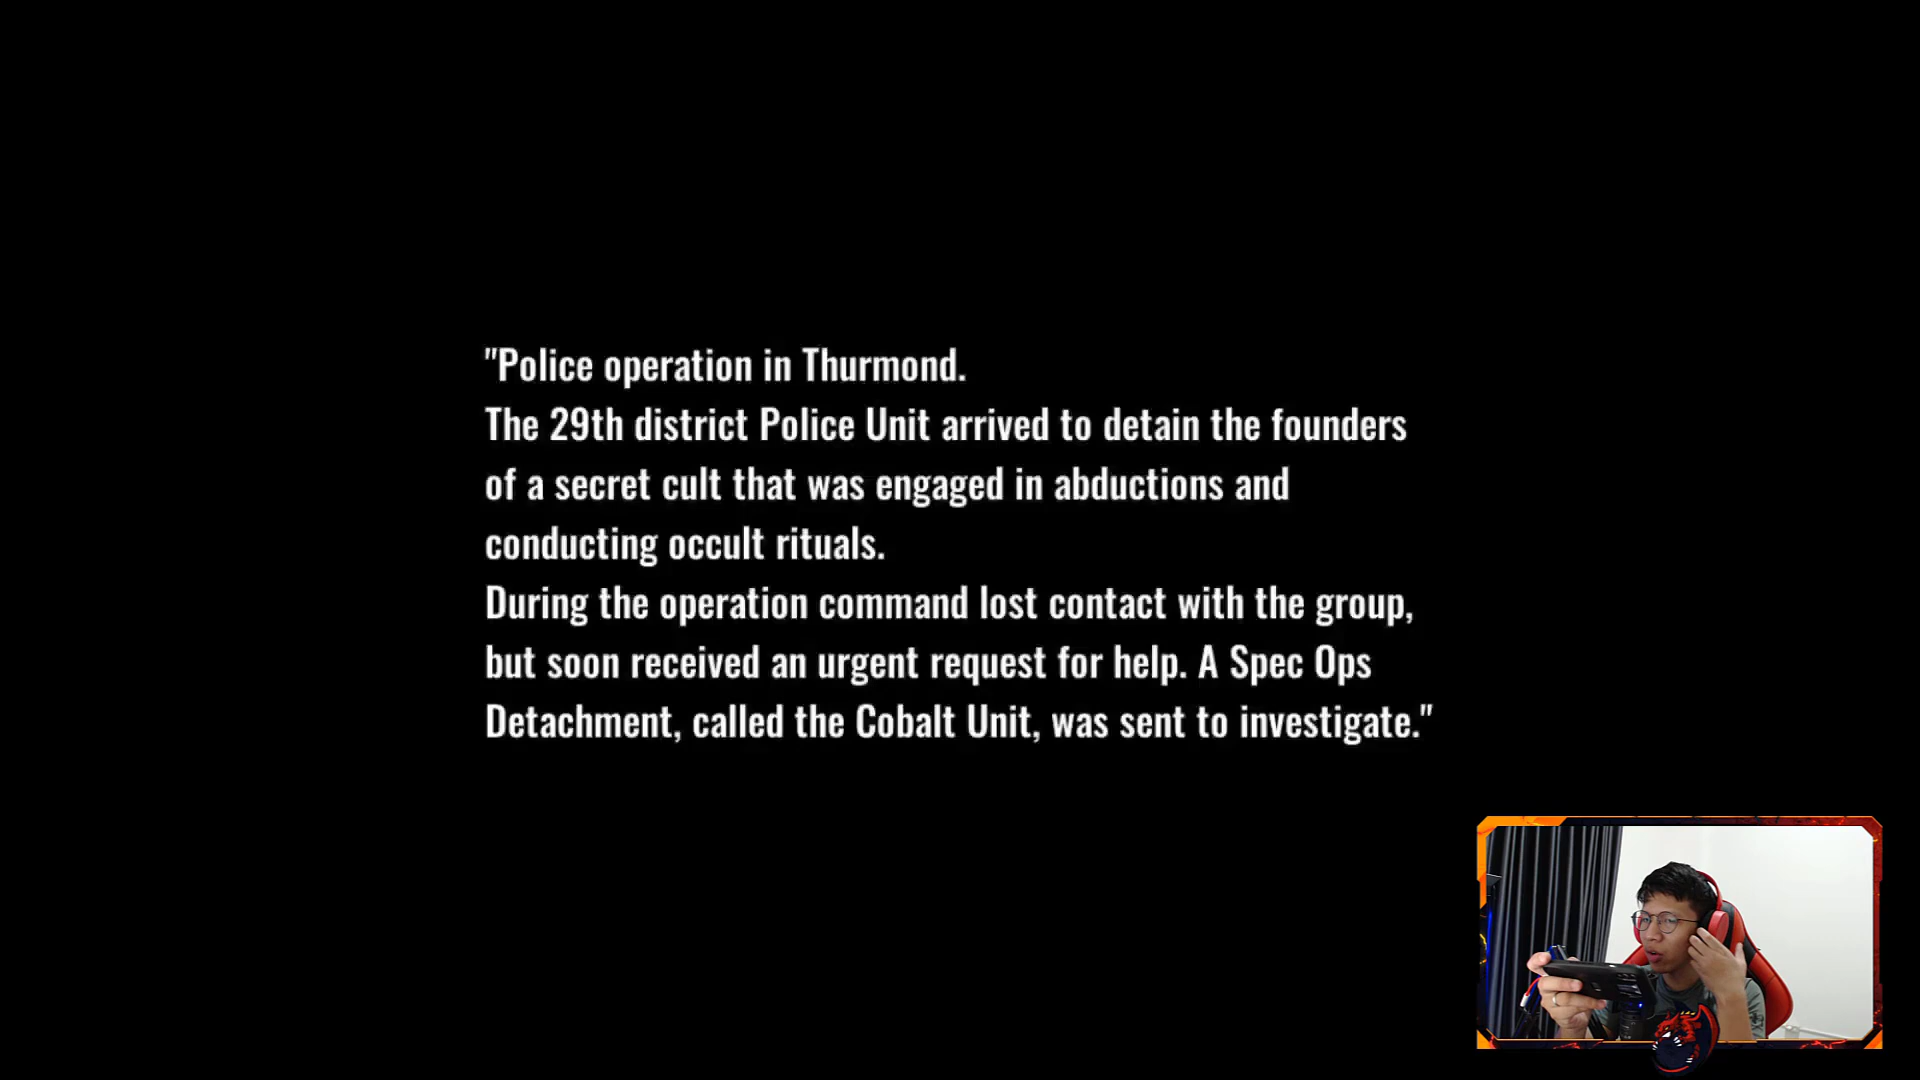 "Police operation in Thurmond.
The 29th district Police Unit arrived to detain the founders
of a secret cult that was engaged in abductions and
conducting occult rituals.
During the operation command lost contact with the group,
but soon received an urgent request for help. A Spec Ops
Detachment, called the Cobalt Unit, was sent to investigate."